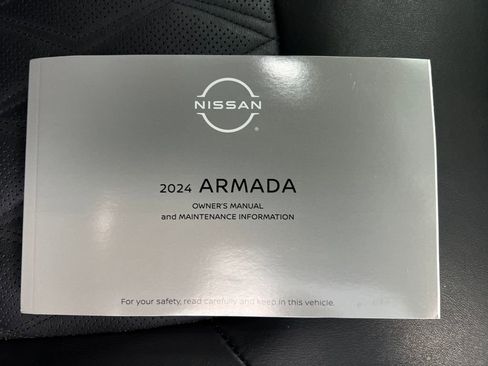 NISSAN
2024 ARMADA
OWNER'S MANUAL
and MAINTENANCE INFORMATION
For your safety, read carefully and keep in this vehicle.